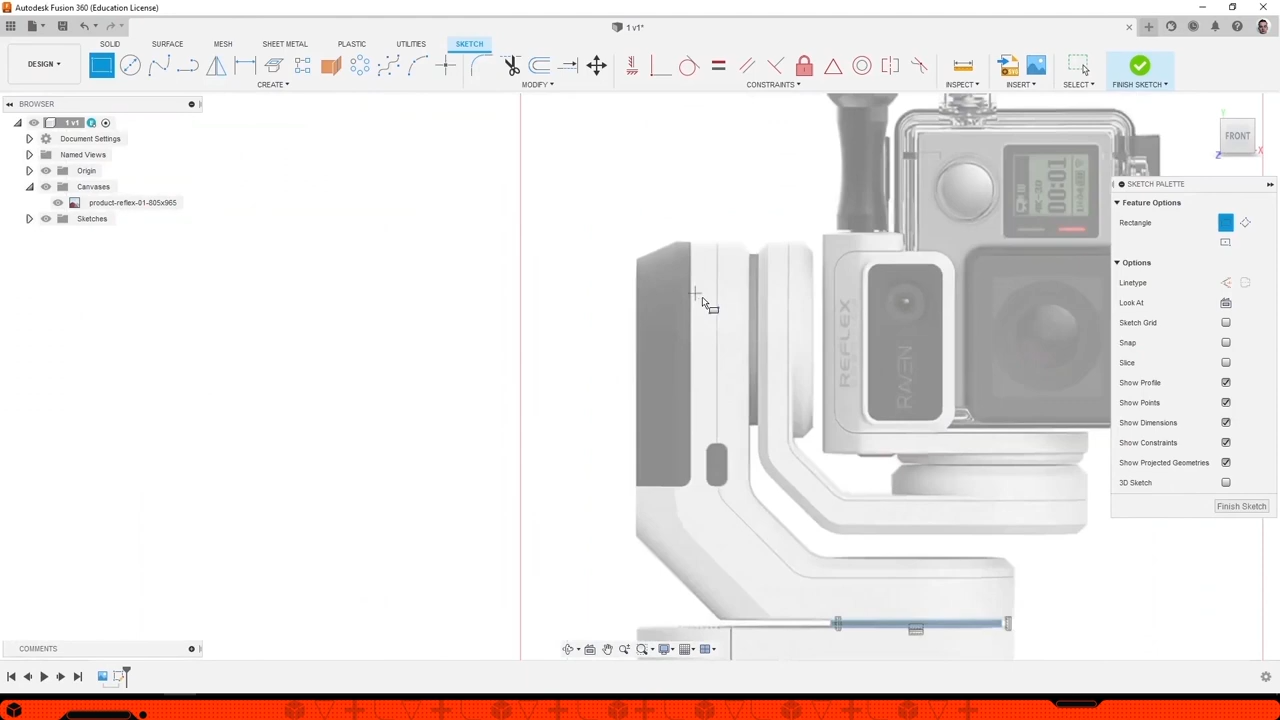 Autodesk Fusion 360 (Education License)
1 v1*
DESIGN
SOLID
SURFACE
MESH
SHEET METAL
PLASTIC
UTILITIES
SKETCH
CREATE
MODIFY
CONSTRAINTS
INSPECT
INSERT
SELECT
FINISH SKETCH
BROWSER
1 v1
Document Settings
Named Views
Origin
Canvases
product-reflex-01-805x965
Sketches
Y
FRONT
X
Z
00:01
REFLEX
RAVEN
SKETCH PALETTE
Feature Options
Rectangle
Options
Linetype
Look At
Sketch Grid
Snap
Slice
Show Profile
Show Points
Show Dimensions
Show Constraints
Show Projected Geometries
3D Sketch
Finish Sketch
COMMENTS